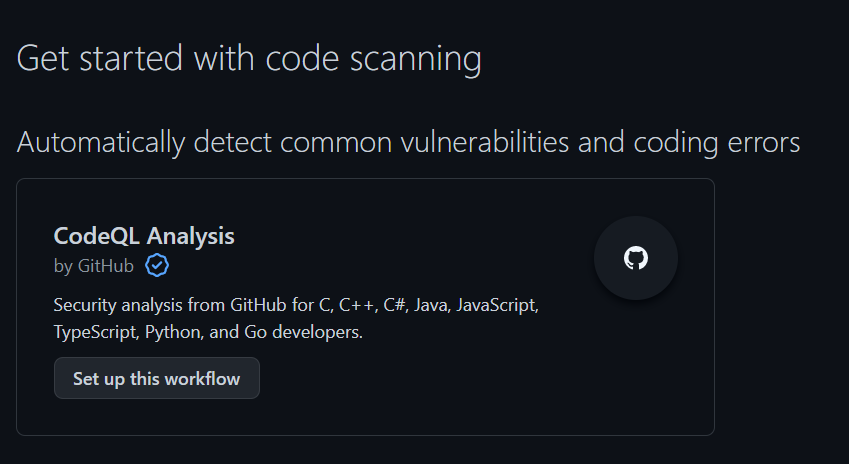 Get started with code scanning
Automatically detect common vulnerabilities and coding errors
CodeQL Analysis
by GitHub
Security analysis from GitHub for C, C++, C#, Java, JavaScript,
TypeScript, Python, and Go developers.
Set up this workflow